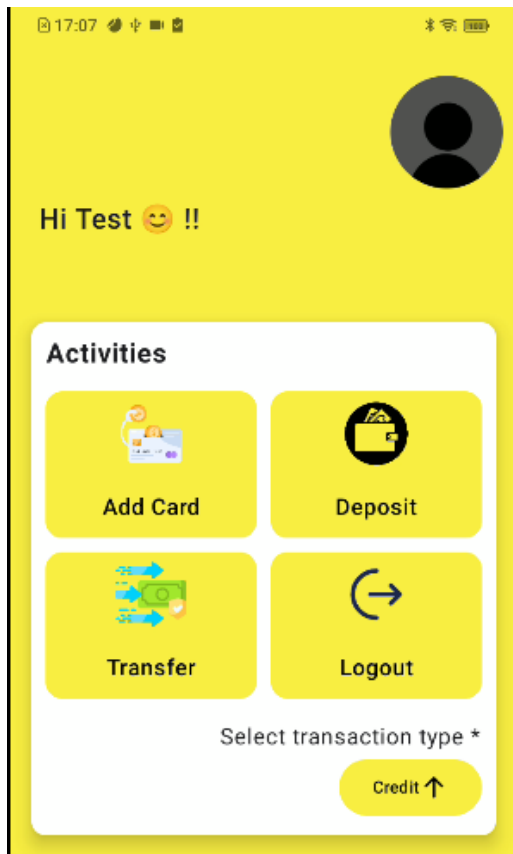 17:07
Hi Test 😊 !!
Activities
Add Card
Deposit
Transfer
Logout
Select transaction type *
Credit ↑